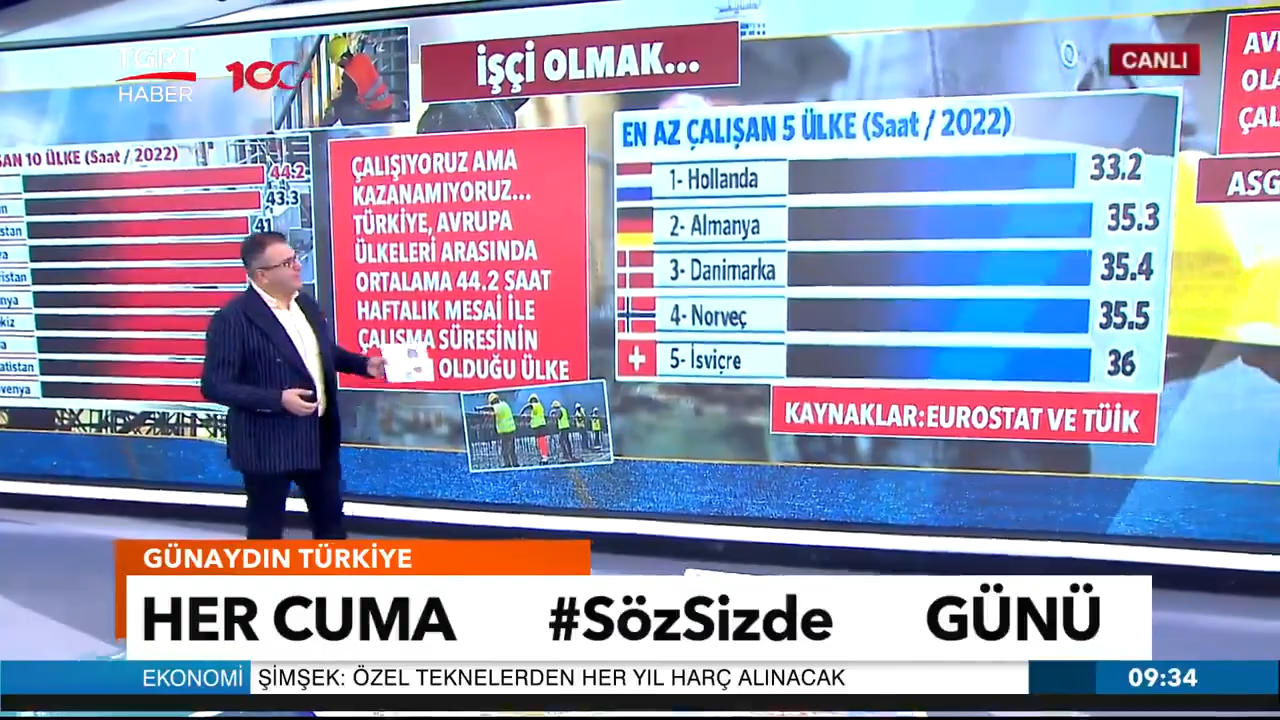 TGRT
HABER
100
İŞÇİ OLMAK...
CANLI
SAN 10 ÜLKE (Saat / 2022)
44.2
43.3
41
ÇALIŞIYORUZ AMA
KAZANAMIYORUZ...
TÜRKİYE, AVRUPA
ÜLKELERİ ARASINDA
ORTALAMA 44.2 SAAT
HAFTALIK MESAİ İLE
ÇALIŞMA SÜRESİNİN
OLDUĞU ÜLKE
EN AZ ÇALIŞAN 5 ÜLKE (Saat / 2022)
1- Hollanda 33.2
2- Almanya 35.3
3- Danimarka 35.4
4- Norveç 35.5
5- İsviçre 36
KAYNAKLAR:EUROSTAT VE TÜİK
GÜNAYDIN TÜRKİYE
HER CUMA #SözSizde GÜNÜ
EKONOMİ ŞİMŞEK: ÖZEL TEKNELERDEN HER YIL HARÇ ALINACAK 09:34